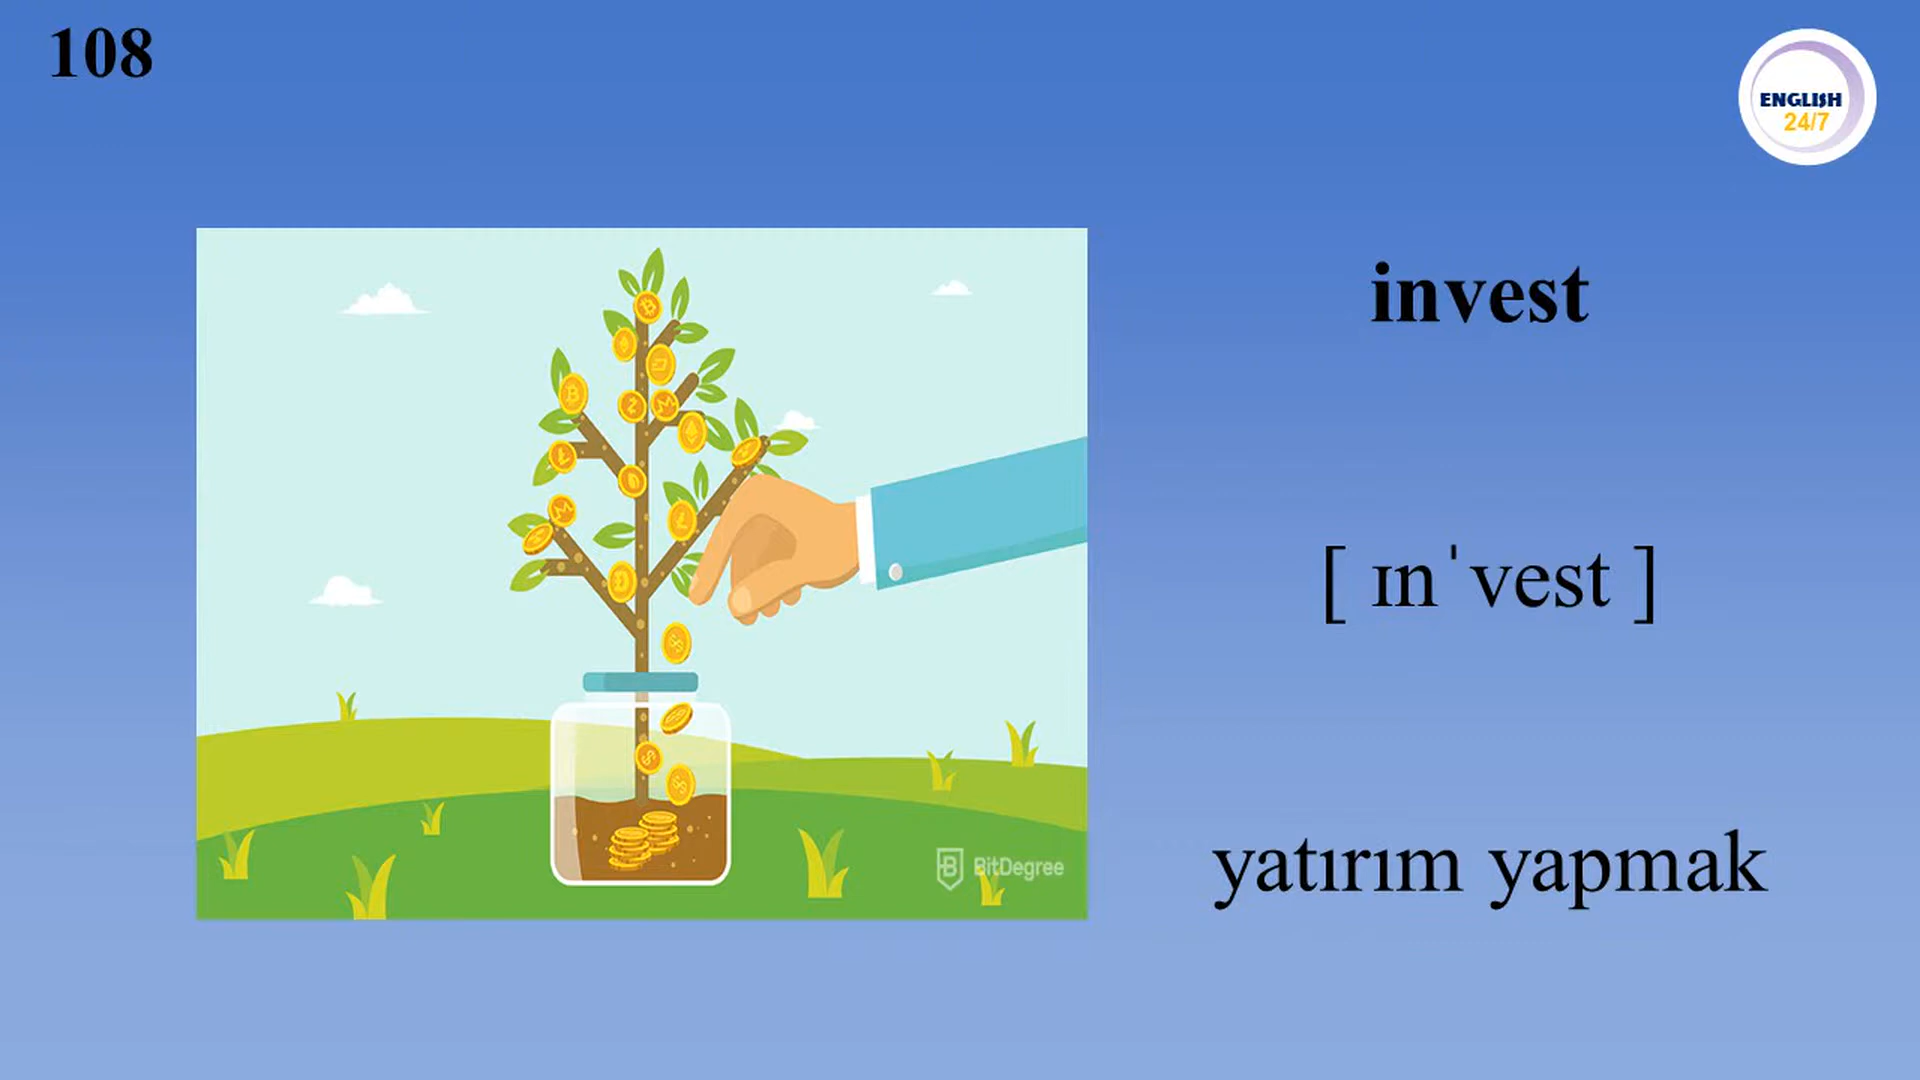 108
ENGLISH
24/7
invest
[ ɪnˈvest ]
yatırım yapmak
BitDegree